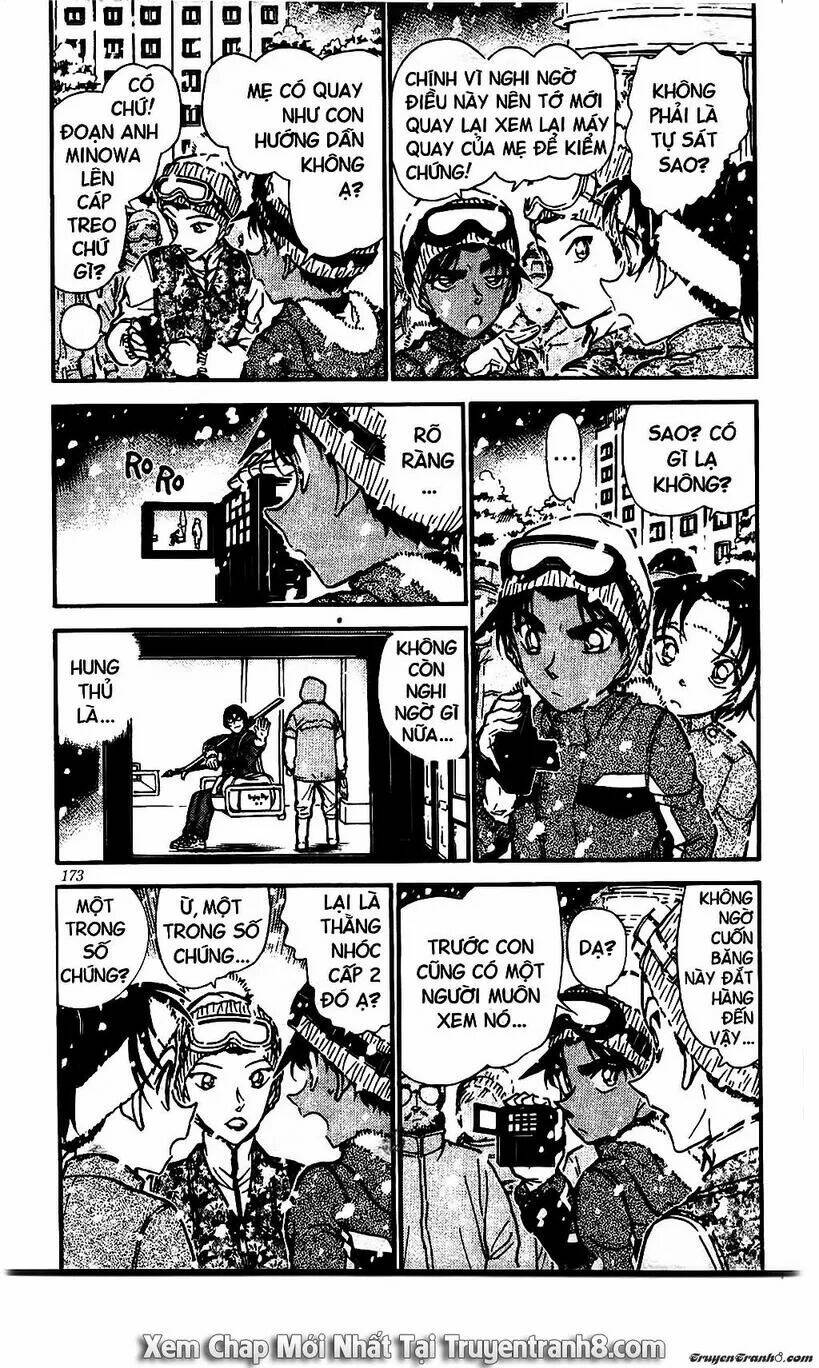 KHÔNG
PHẢI LÀ
TỰ SÁT
SAO?
CHÍNH VÌ NGHI NGỜ
ĐIỀU NÀY NÊN TỚ MỚI
QUAY LẠI XEM LẠI MÁY
QUAY CỦA MẸ ĐỂ KIỂM
CHỨNG!
MẸ CÓ QUAY
NHƯ CON
HƯỚNG DẪN
KHÔNG
Ạ?
CÓ
CHỨ!
ĐOẠN ANH
MINOWA
LÊN
CÁP
TREO
CHỨ
GÌ?
SAO? CÓ
GÌ LẠ
KHÔNG?
...
RÕ
RÀNG
...
RO RO
KHÔNG
CÒN
NGHI
NGỜ GÌ
NỮA...
HUNG
THỦ
LÀ...
173
KHÔNG
NGỜ
CUỐN
BĂNG
NÀY ĐẮT
HÀNG
ĐẾN
VẬY...
DẠ?
TRƯỚC CON
CŨNG CÓ MỘT
NGƯỜI MUÔN
XEM NÓ...
LẠI LÀ
THẰNG
NHÓC
CẤP 2
ĐÓ Ạ?
Ừ, MỘT
TRONG SỐ
CHÚNG...
MỘT
TRONG
SỐ
CHÚNG?
Xem Chap Mới Nhất Tại Truyentranh8.com
TruyenTranh8.com